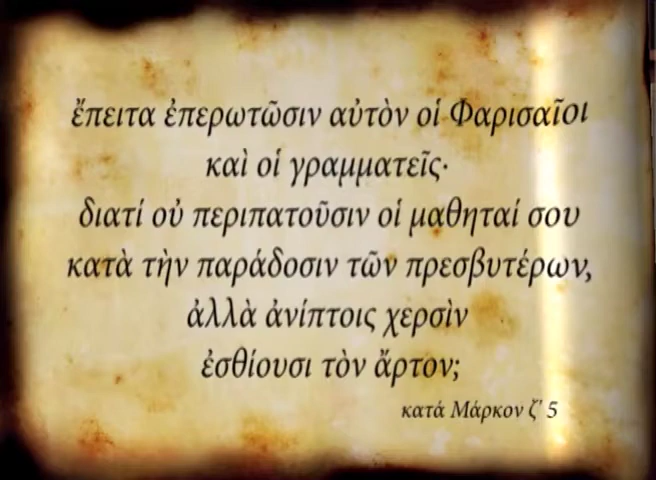 ἔπειτα ἐπερωτῶσιν αὐτὸν οἱ Φαρισαῖοι
καὶ οἱ γραμματεῖς·
διατί οὐ περιπατοῦσιν οἱ μαθηταί σου
κατὰ τὴν παράδοσιν τῶν πρεσβυτέρων,
ἀλλὰ ἀνίπτοις χερσὶν
ἐσθίουσι τὸν ἄρτον;
κατά Μάρκον ζ΄ 5